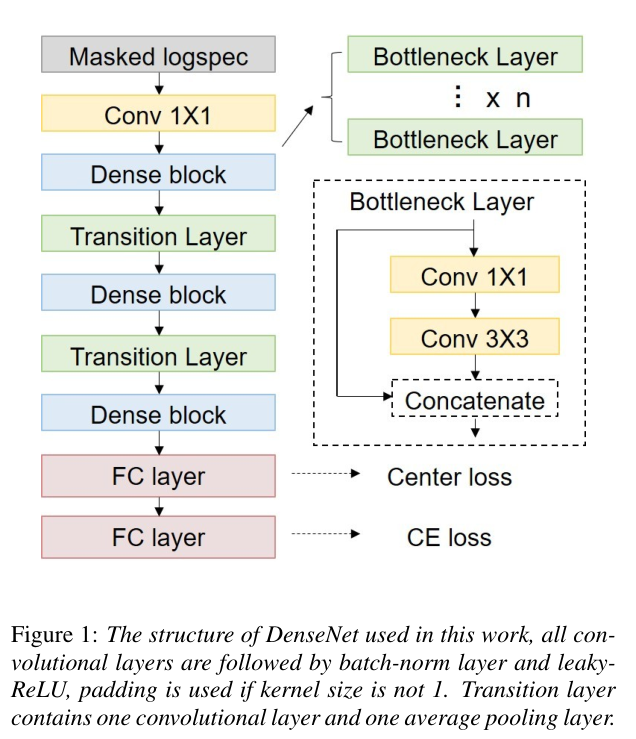 Masked logspec
Conv 1X1
Dense block
Transition Layer
Dense block
Transition Layer
Dense block
FC layer
FC layer
Bottleneck Layer
⋮ x n
Bottleneck Layer
Bottleneck Layer
Conv 1X1
Conv 3X3
Concatenate
Center loss
CE loss
Figure 1: The structure of DenseNet used in this work, all con-
volutional layers are followed by batch-norm layer and leaky-
ReLU, padding is used if kernel size is not 1. Transition layer
contains one convolutional layer and one average pooling layer.